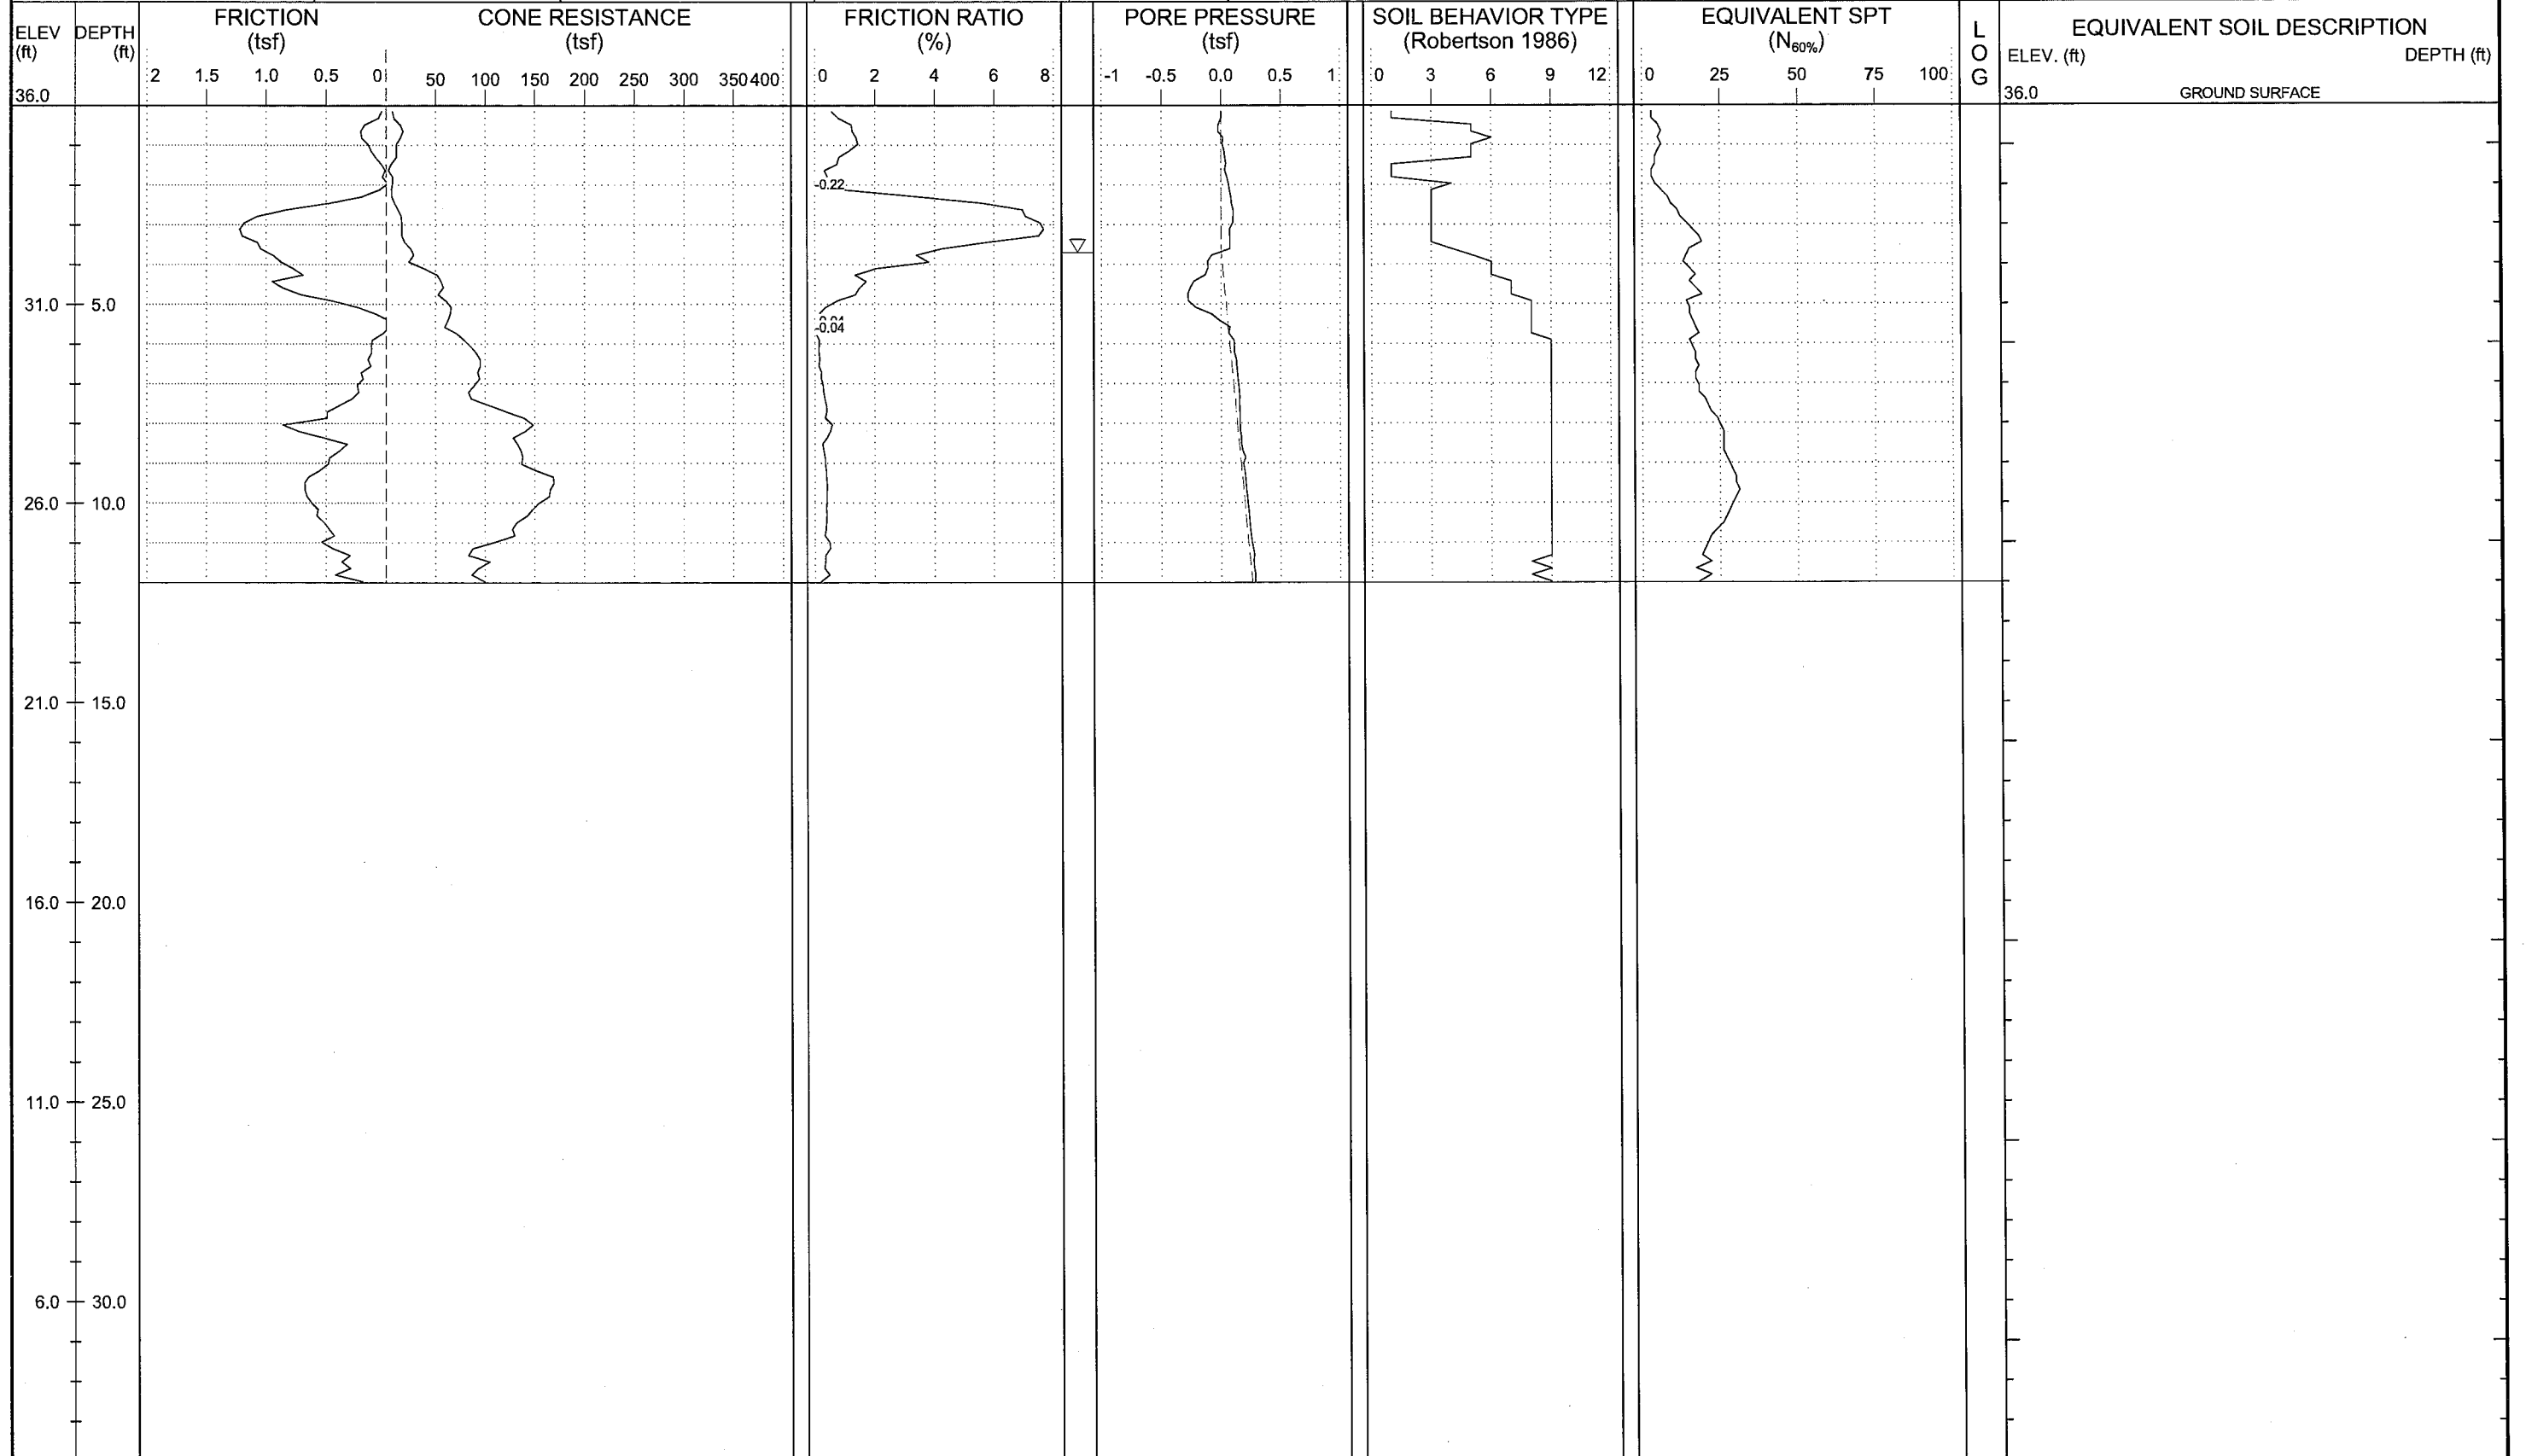 ELEV (ft)
DEPTH (ft)
FRICTION
(tsf)
CONE RESISTANCE
(tsf)
FRICTION RATIO
(%)
PORE PRESSURE
(tsf)
SOIL BEHAVIOR TYPE
(Robertson 1986)
EQUIVALENT SPT
(N60%)
L
O
G
EQUIVALENT SOIL DESCRIPTION
ELEV. (ft) DEPTH (ft)
2 1.5 1.0 0.5 0 50 100 150 200 250 300 350 400
0 2 4 6 8
-1 -0.5 0.0 0.5 1
0 3 6 9 12
0 25 50 75 100
36.0
36.0 GROUND SURFACE
-0.22
31.0 5.0
-0.04
26.0 10.0
21.0 15.0
16.0 20.0
11.0 25.0
6.0 30.0